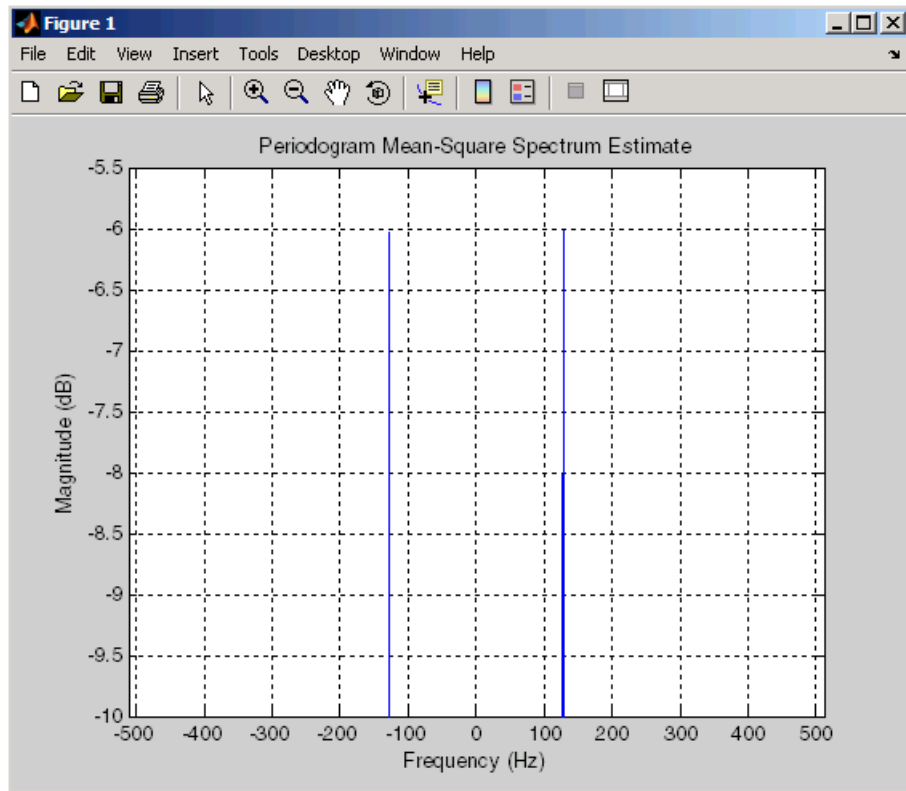 Figure 1
File Edit View Insert Tools Desktop Window Help
Periodogram Mean-Square Spectrum Estimate
-5.5
-6
-6.5
-7
-7.5
-8
-8.5
-9
-9.5
-10
Magnitude (dB)
-500 -400 -300 -200 -100 0 100 200 300 400 500
Frequency (Hz)